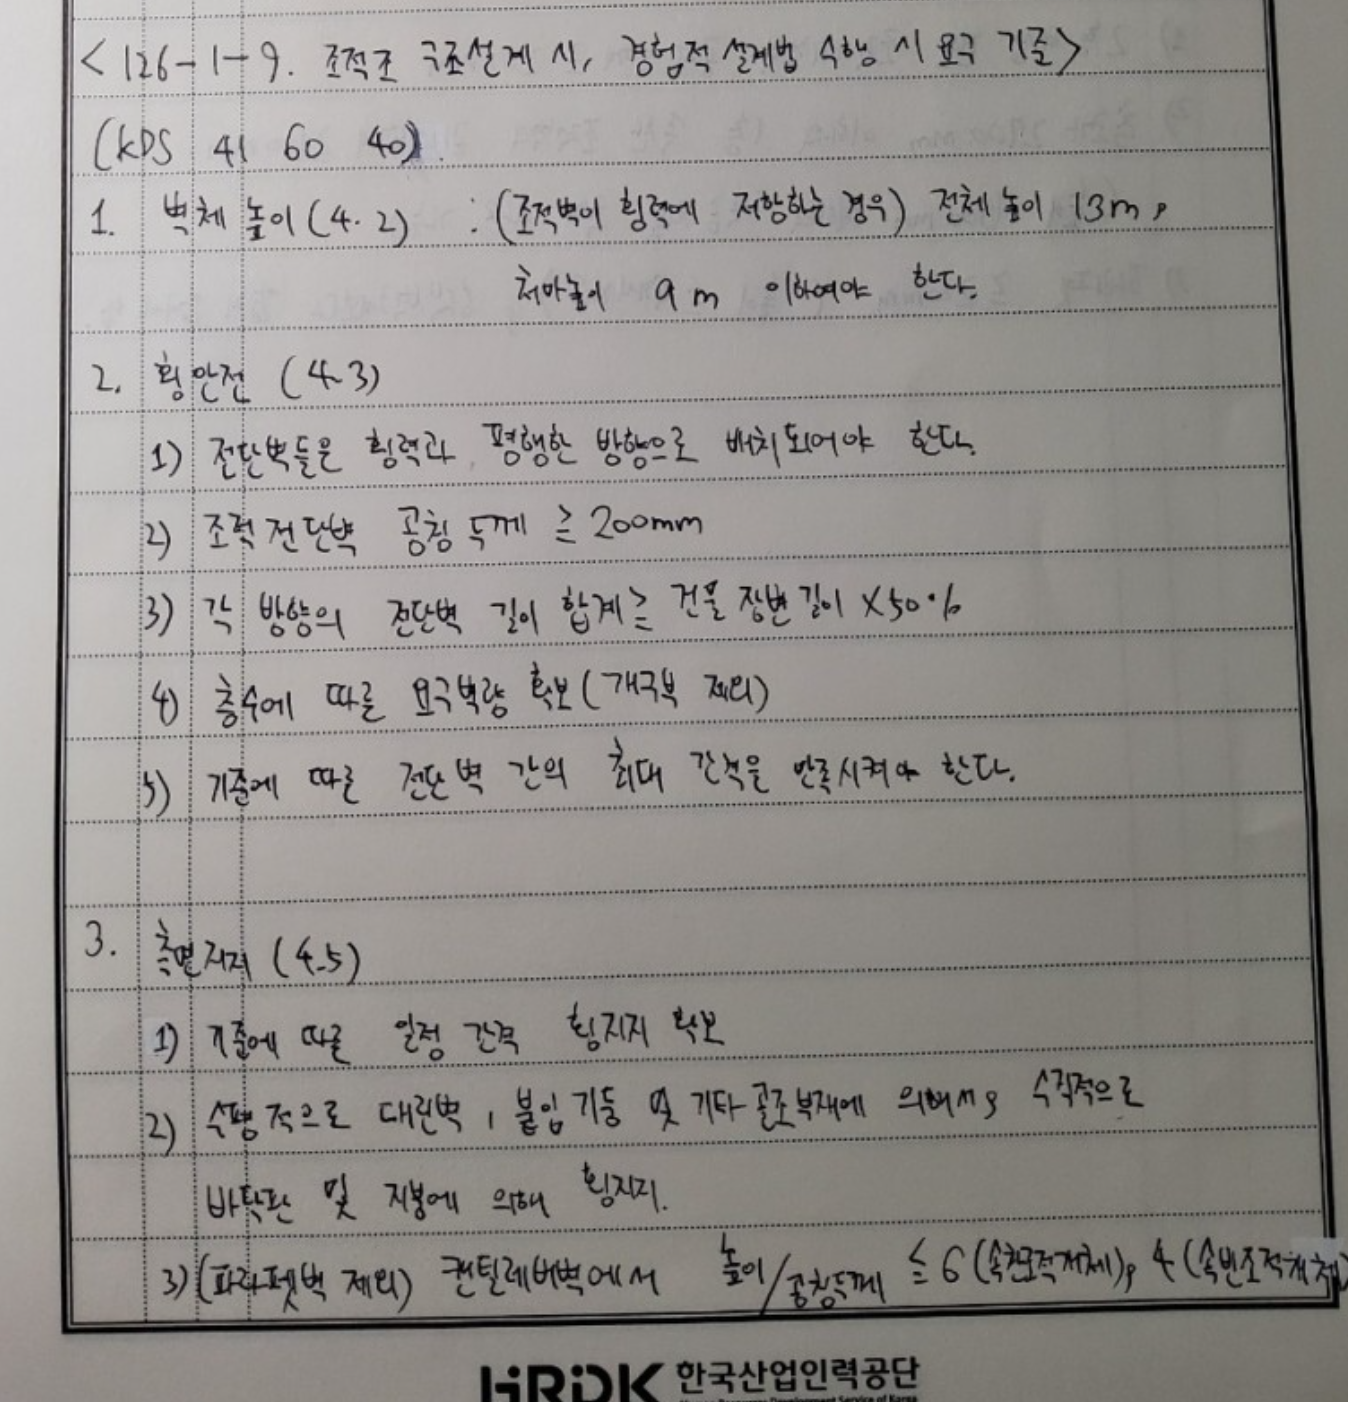 <126-1-9. 조적조 구조설계 시, 경험적 설계법 수행 시 요구 기준>
(KDS 41 60 40).
1. 벽체 높이(4.2) : (조적벽이 횡력에 저항하는 경우) 전체높이 13m,
처마높이 9m 이하여야 한다.
2. 횡안전 (4.3)
1) 전단벽들은 횡력과 평행한 방향으로 배치되어야 한다.
2) 조적전단벽 공칭두께 ≥ 200mm
3) 각 방향의 전단벽 길이 합계 ≥ 건물 장변길이 X50%
4) 층수에 따른 요구벽량 확보(개구부 제외)
5) 기준에 따른 전단벽 간의 최대 간격을 만족시켜야 한다.
3. 측면지지 (4.5)
1) 기준에 따른 일정 간격 횡지지 확보
2) 수평적으로 대린벽, 붙임기둥 및 기타 골조부재에 의해서, 수직적으로
바닥판 및 지붕에 의해 횡지지.
3) (파라펫벽 제외) 캔틸레버벽에서 높이/공칭두께 ≤ 6 (속찬조적개체), 4 (속빈조적개체)
HRDK 한국산업인력공단
Human Resources Development Service of Korea